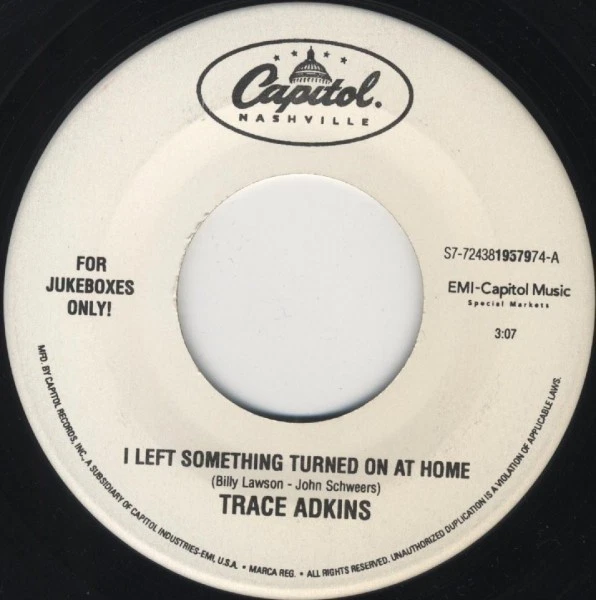 Capitol.
NASHVILLE
FOR
JUKEBOXES
ONLY!
S7-724381957974-A
EMI-Capitol Music
Special Markets
3:07
I LEFT SOMETHING TURNED ON AT HOME
(Billy Lawson - John Schweers)
TRACE ADKINS
MFD. BY CAPITOL RECORDS, INC., A SUBSIDIARY OF CAPITOL INDUSTRIES-EMI, U.S.A. • MARCA REG. • ALL RIGHTS RESERVED. UNAUTHORIZED DUPLICATION IS A VIOLATION OF APPLICABLE LAWS.